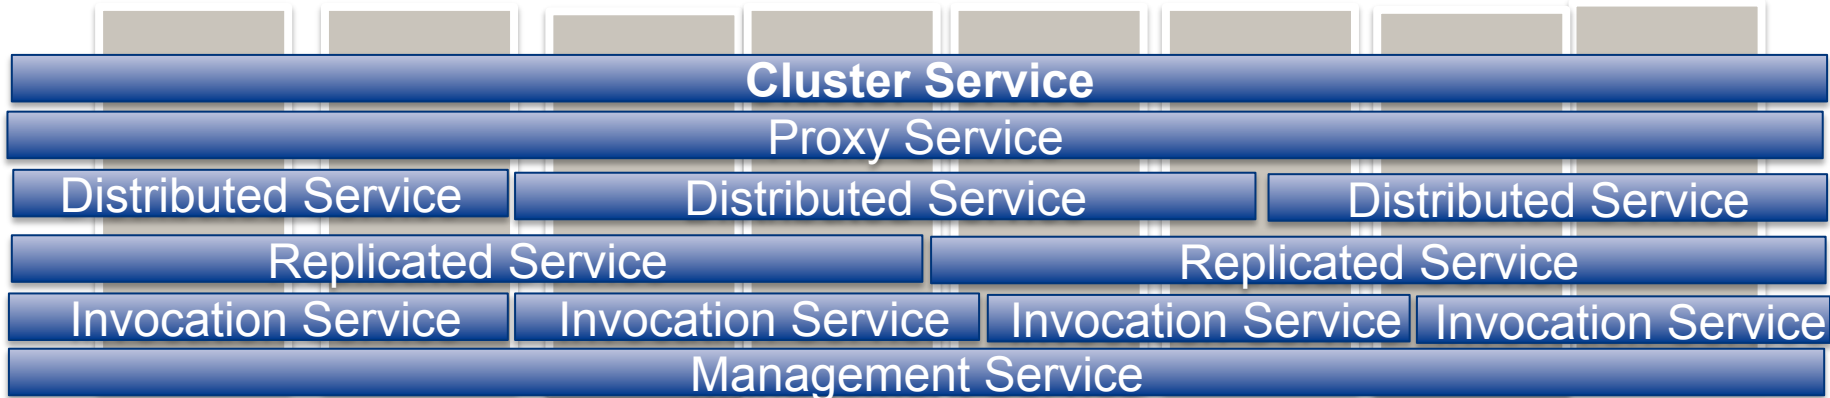 Cluster Service
Proxy Service
Distributed Service Distributed Service Distributed Service
Replicated Service Replicated Service
Invocation Service Invocation Service Invocation Service Invocation Service
Management Service